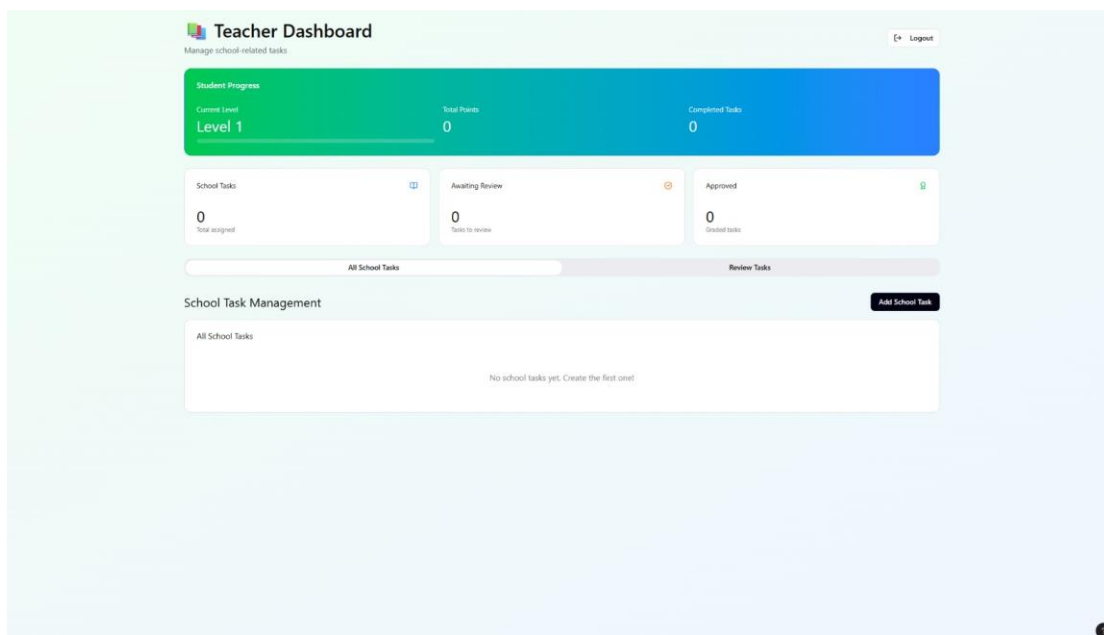 Teacher Dashboard
Logout
Manage school-related tasks
Student Progress
Current Level
Total Points
Completed Tasks
Level 1
0
0
School Tasks
Awaiting Review
Approved
0
0
0
Total assigned
Tasks to review
Graded tasks
All School Tasks
Review Tasks
School Task Management
Add School Task
All School Tasks
No school tasks yet. Create the first one!